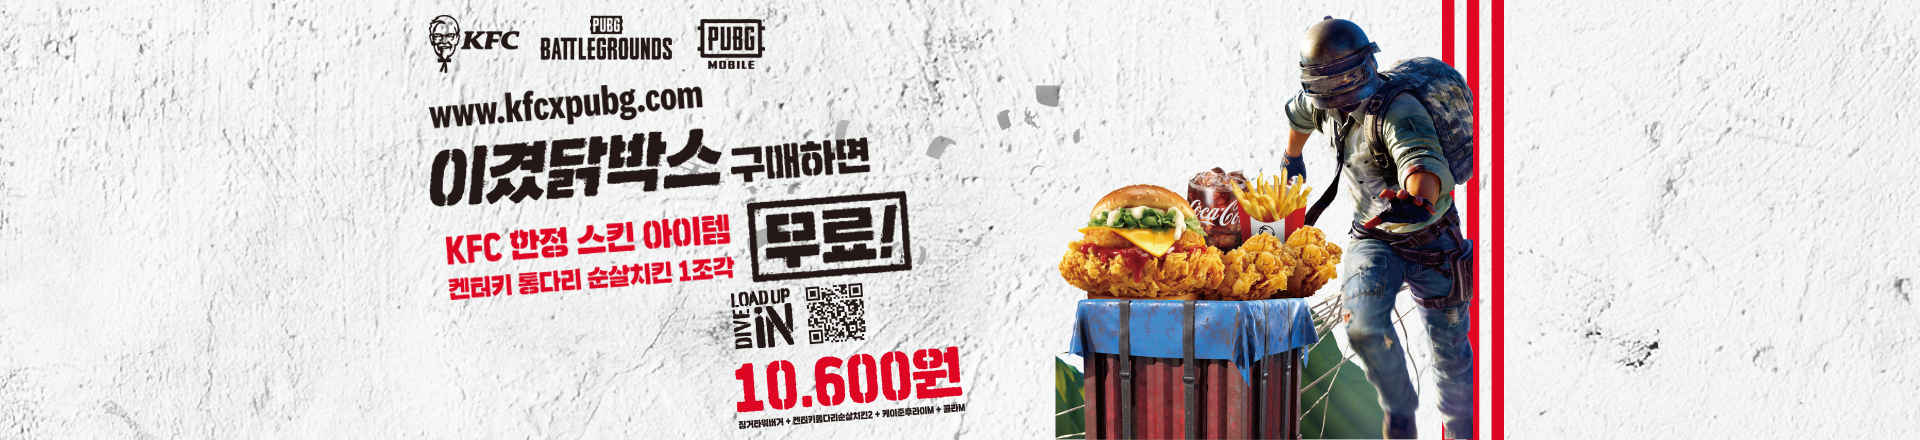 KFC
PUBG
BATTLEGROUNDS
PUBG
MOBILE
www.kfcxpubg.com
이겼닭박스 구매하면
KFC 한정 스킨 아이템
켄터키 통다리 순살치킨 1조각
무료!
LOAD UP
DIVE iN
10.600원
징거타워버거 + 켄터키통다리순살치킨2 + 케이준후라이M + 콜라M
Coca-Co